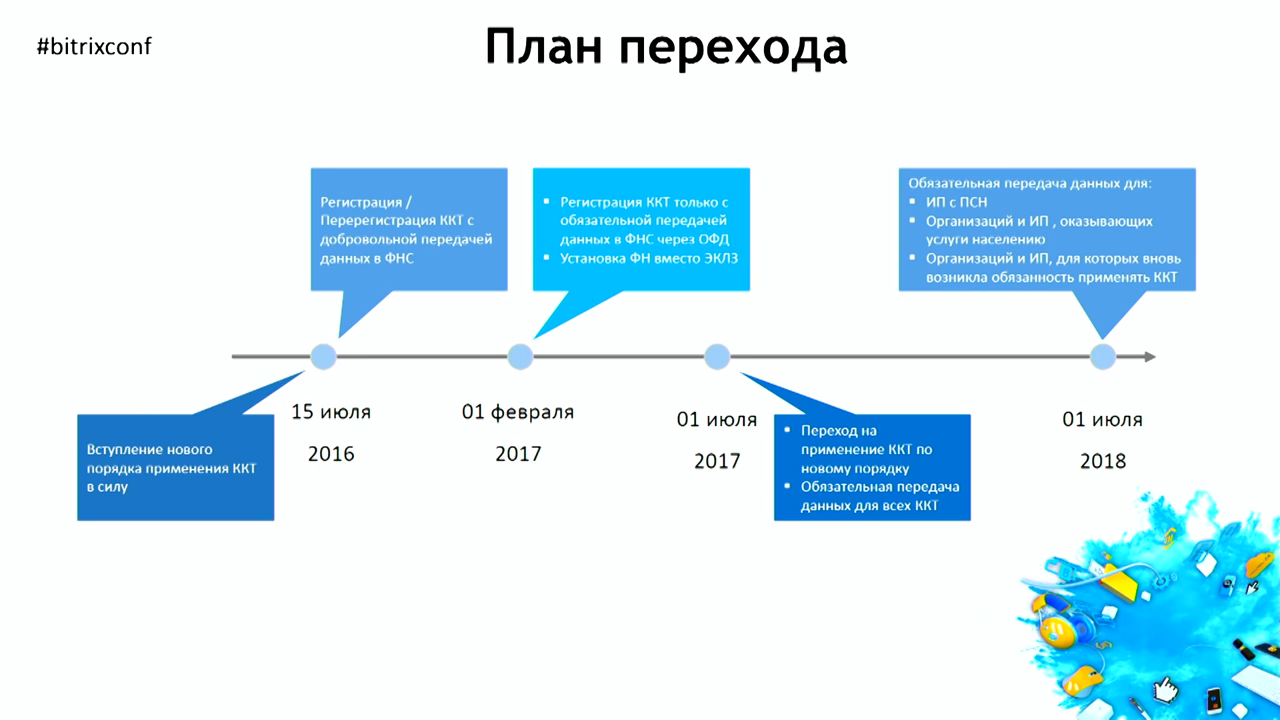 #bitrixconf
План перехода
Регистрация /
Перерегистрация ККТ с
добровольной передачей
данных в ФНС
▪ Регистрация ККТ только с
обязательной передачей
данных в ФНС через ОФД
▪ Установка ФН вместо ЭКЛЗ
Обязательная передача данных для:
▪ ИП с ПСН
▪ Организаций и ИП , оказывающих
услуги населению
▪ Организаций и ИП, для которых вновь
возникла обязанность применять ККТ
Вступление нового
порядка применения ККТ
в силу
15 июля
2016
01 февраля
2017
01 июля
2017
▪ Переход на
применение ККТ по
новому порядку
▪ Обязательная передача
данных для всех ККТ
01 июля
2018